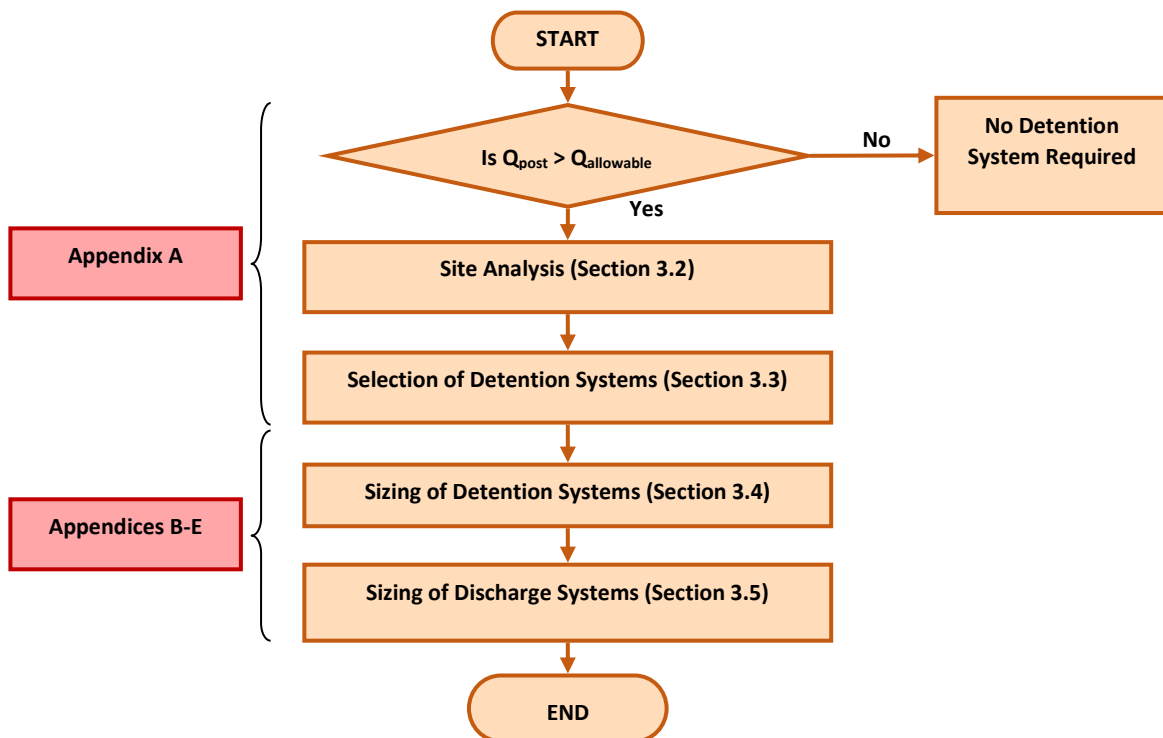 START
Is Qpost > Qallowable
No
No Detention
System Required
Yes
Appendix A
Site Analysis (Section 3.2)
Selection of Detention Systems (Section 3.3)
Sizing of Detention Systems (Section 3.4)
Appendices B-E
Sizing of Discharge Systems (Section 3.5)
END